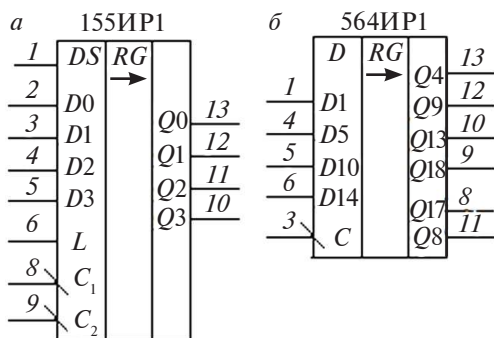 а 155ИР1 б 564ИР1
1 DS RG
2 D0 Q0 13
3 D1 Q1 12
4 D2 Q2 11
5 D3 Q3 10
6 L
8 C₁
9 C₂
D RG
Q4 13
1 D1 Q9 12
4 D5 Q13 10
5 D10 Q18 9
6 D14 Q17 8
3 C Q8 11